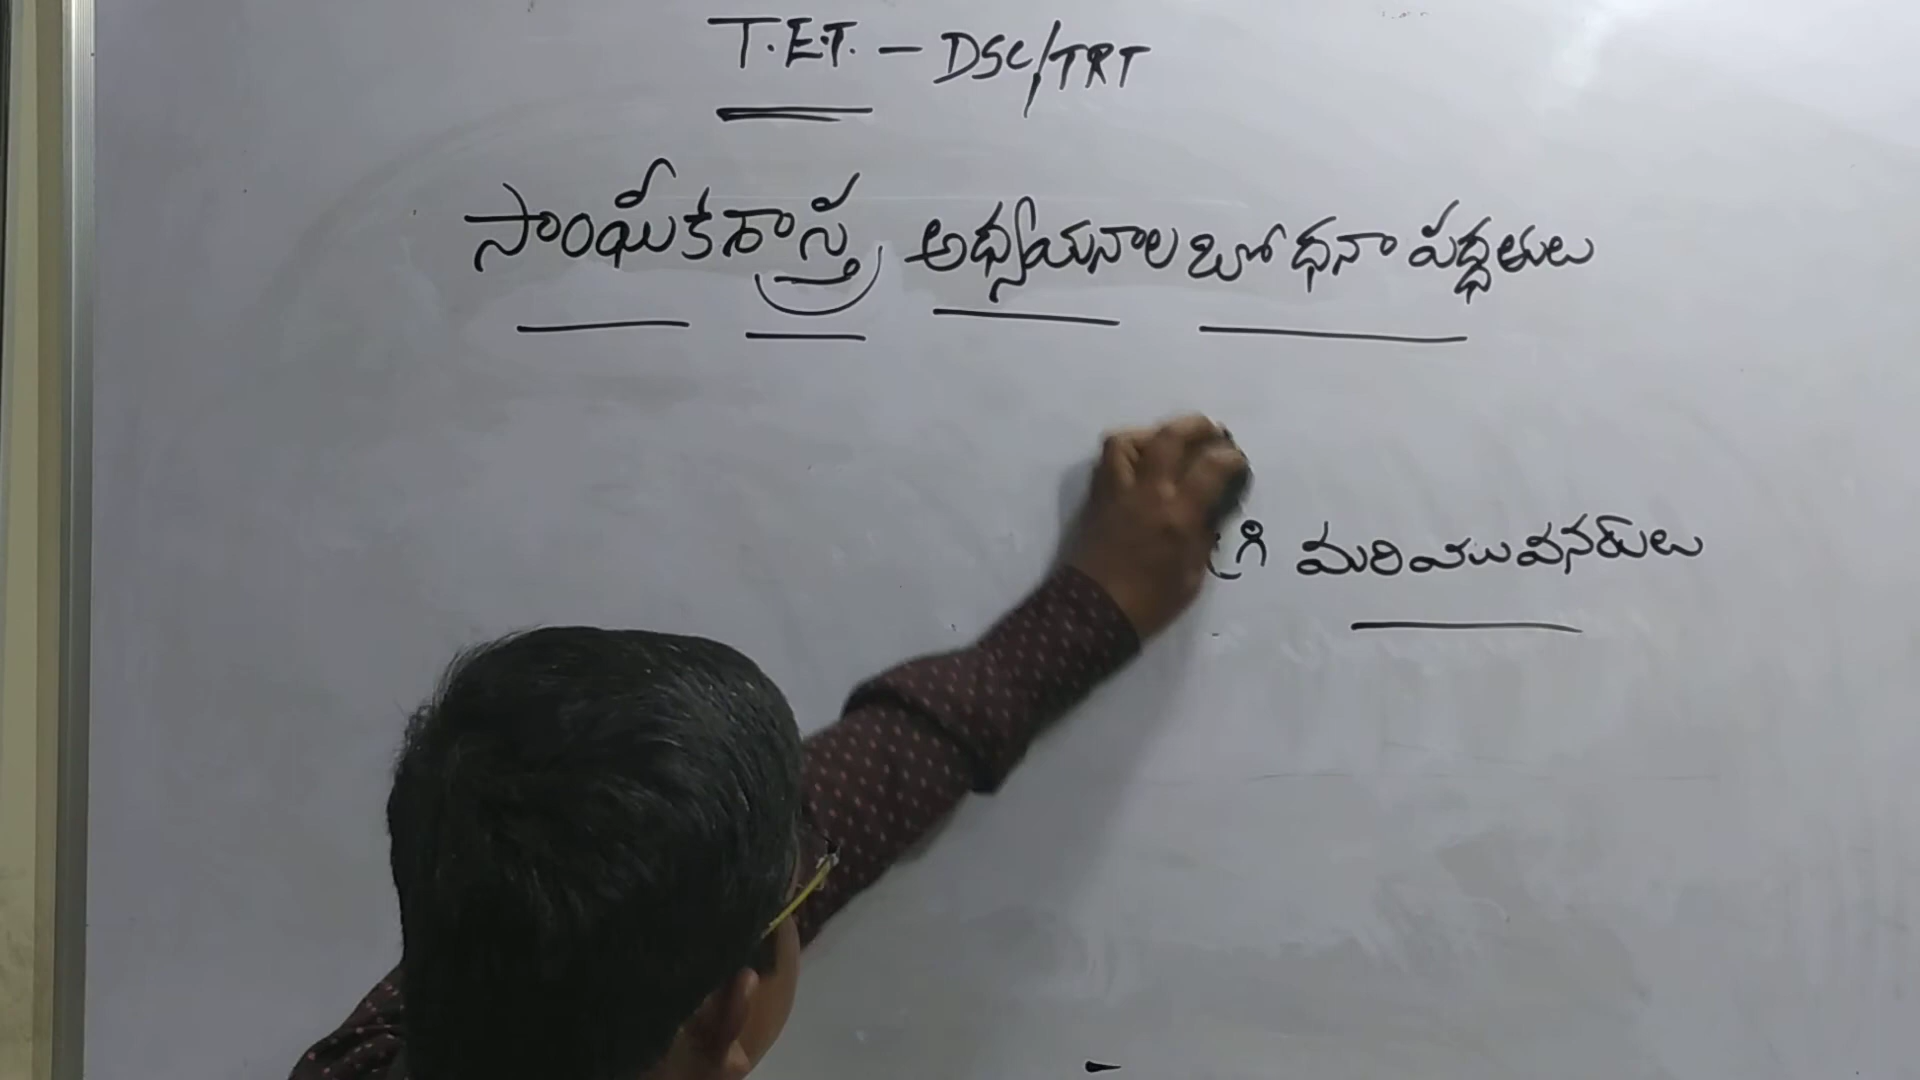 T.E.T. - DSC/TRT
సాంఘీకశాస్త్ర అధ్యయనాల బోధనా పద్ధతులు
మరియు వనరులు